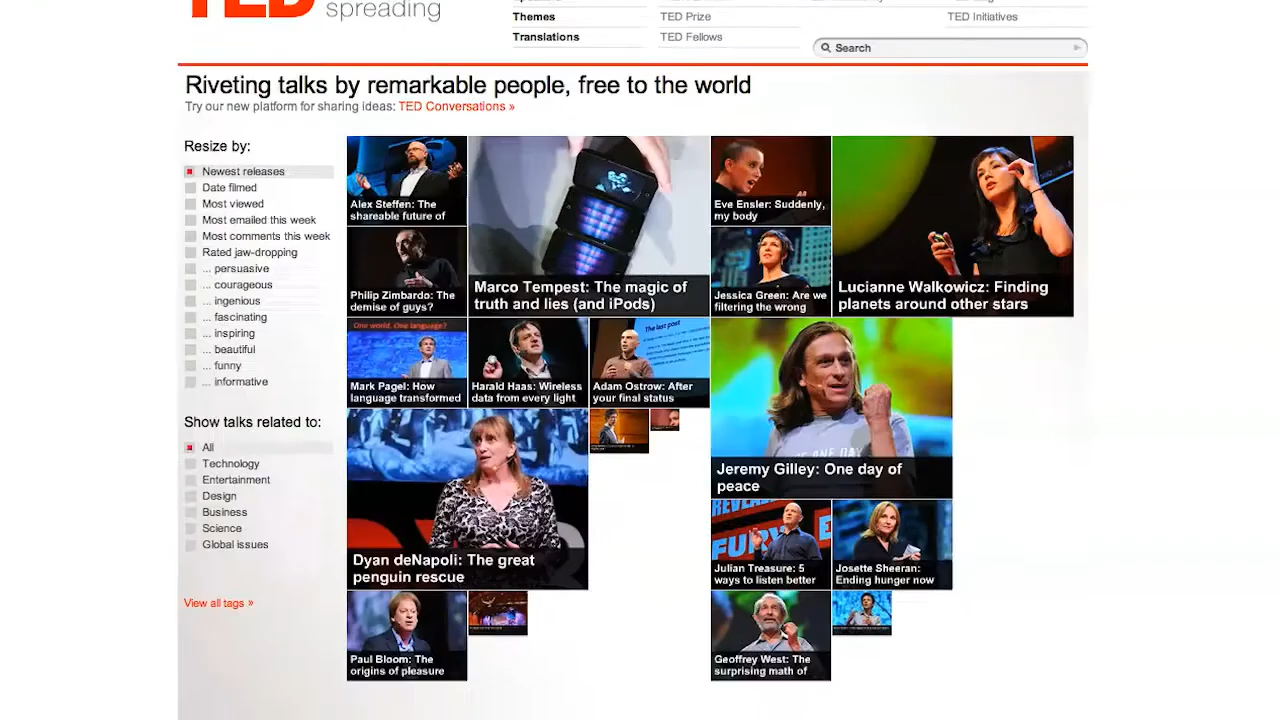 TED
spreading
Themes
Translations
TED Prize
TED Fellows
TED Initiatives
Search
Riveting talks by remarkable people, free to the world
Try our new platform for sharing ideas: TED Conversations »
Resize by:
Newest releases
Date filmed
Most viewed
Most emailed this week
Most comments this week
Rated jaw-dropping
... persuasive
... courageous
... ingenious
... fascinating
... inspiring
... beautiful
... funny
... informative
Show talks related to:
All
Technology
Entertainment
Design
Business
Science
Global issues
View all tags »
Alex Steffen: The
shareable future of
Marco Tempest: The magic of
truth and lies (and iPods)
Eve Ensler: Suddenly,
my body
Lucianne Walkowicz: Finding
planets around other stars
Philip Zimbardo: The
demise of guys?
Jessica Green: Are we
filtering the wrong
One world. One language?
Mark Pagel: How
language transformed
Harald Haas: Wireless
data from every light
The last post
Adam Ostrow: After
your final status
Jeremy Gilley: One day of
peace
Dyan deNapoli: The great
penguin rescue
Julian Treasure: 5
ways to listen better
Josette Sheeran:
Ending hunger now
Paul Bloom: The
origins of pleasure
Geoffrey West: The
surprising math of